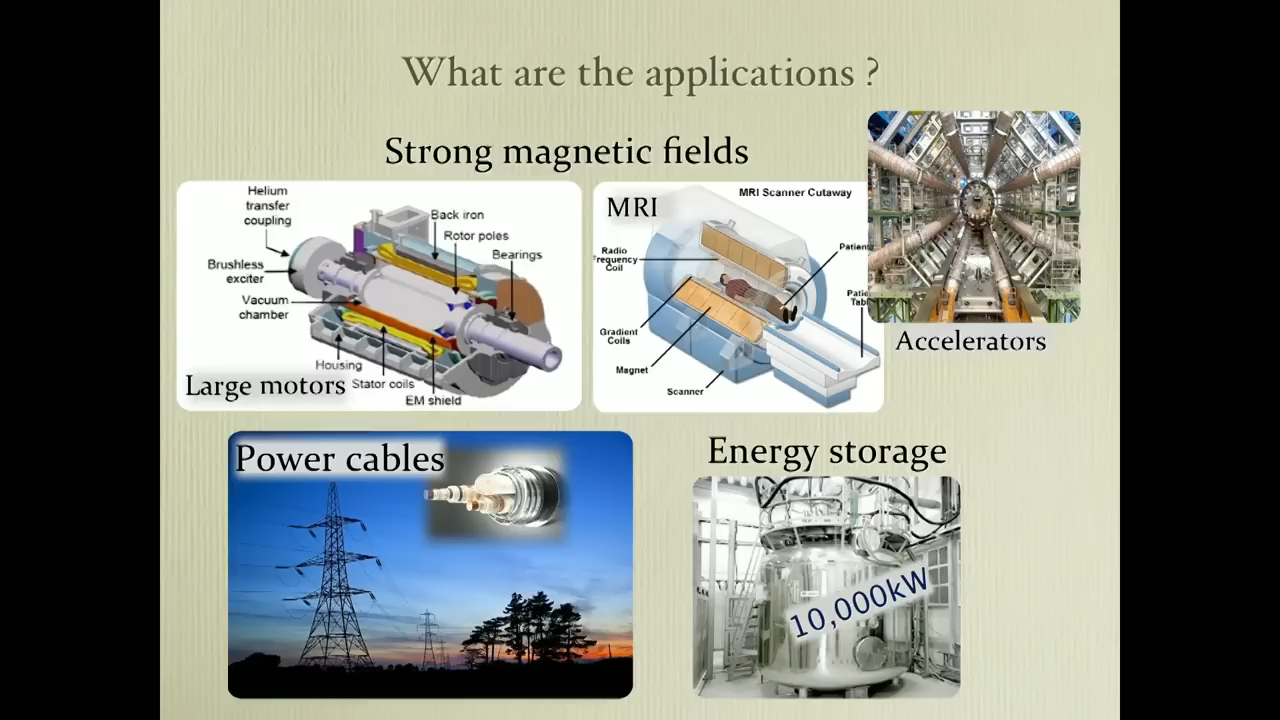 What are the applications ?
Strong magnetic fields
Helium
transfer
coupling
Back iron
Rotor poles
Bearings
Brushless
exciter
Vacuum
chamber
Housing
Stator coils
EM shield
Large motors
MRI
MRI Scanner Cutaway
Radio
Frequency
Coil
Patient
Gradient
Coils
Magnet
Scanner
Accelerators
Power cables
Energy storage
10,000kW